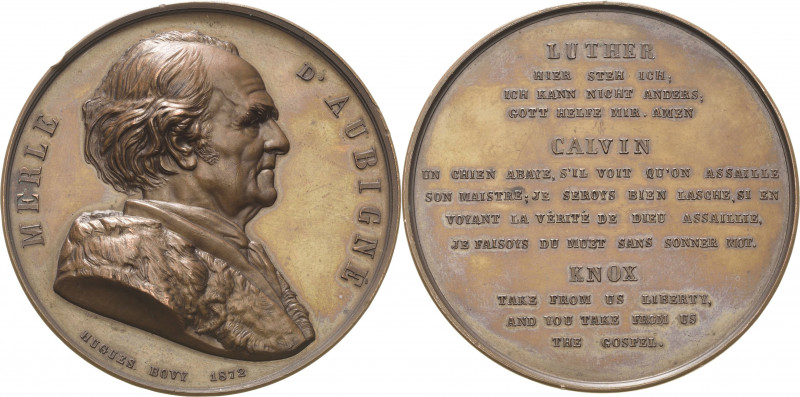 MERLE D'AUBIGNÉ
HUGUES BOVY 1872
LUTHER
HIER STEH ICH;
ICH KANN NICHT ANDERS;
GOTT HELFE MIR. AMEN
CALVIN
UN CHIEN ABAYE, S'IL VOIT QU'ON ASSAILLE
SON MAISTRE; JE SEROYS BIEN LASCHE, SI EN
VOYANT LA VÉRITÉ DE DIEU ASSAILLIE,
JE FAISOYS DU MUET SANS SONNER MOT.
KNOX
TAKE FROM US LIBERTY,
AND YOU TAKE FROM US
THE GOSPEL.